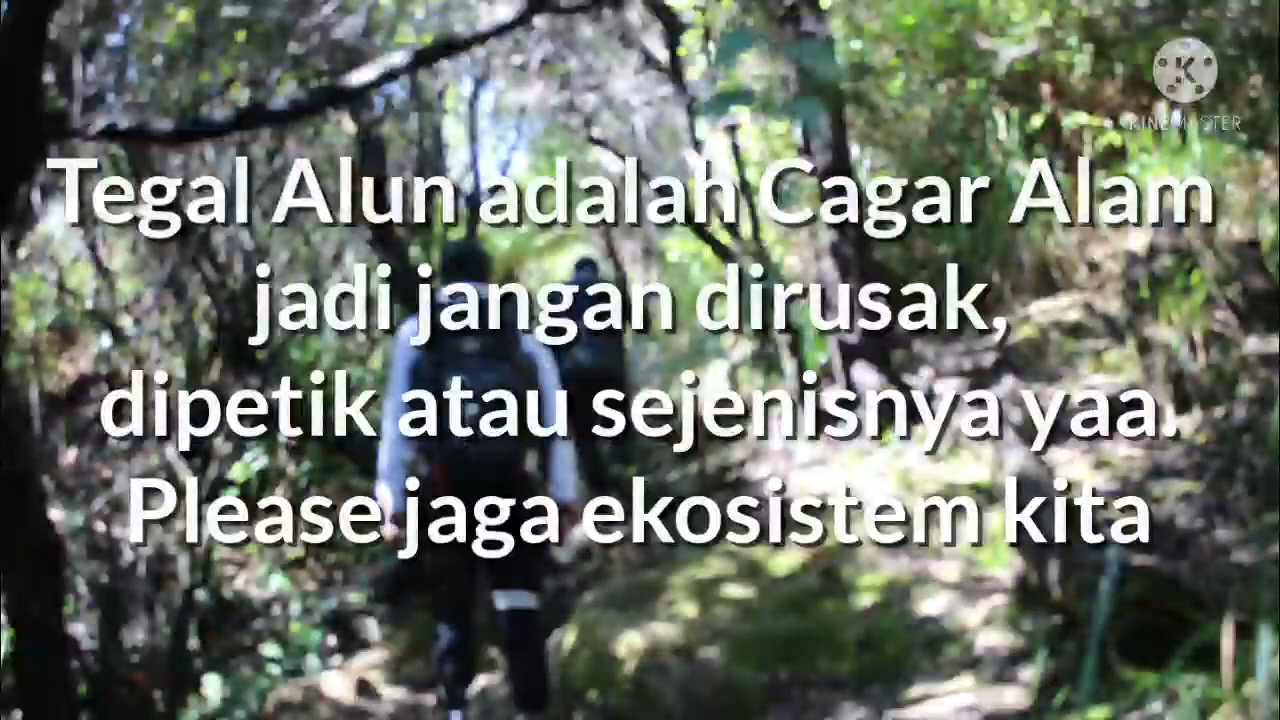 KINEMASTER
Tegal Alun adalah Cagar Alam
jadi jangan dirusak,
dipetik atau sejenisnya yaa.
Please jaga ekosistem kita